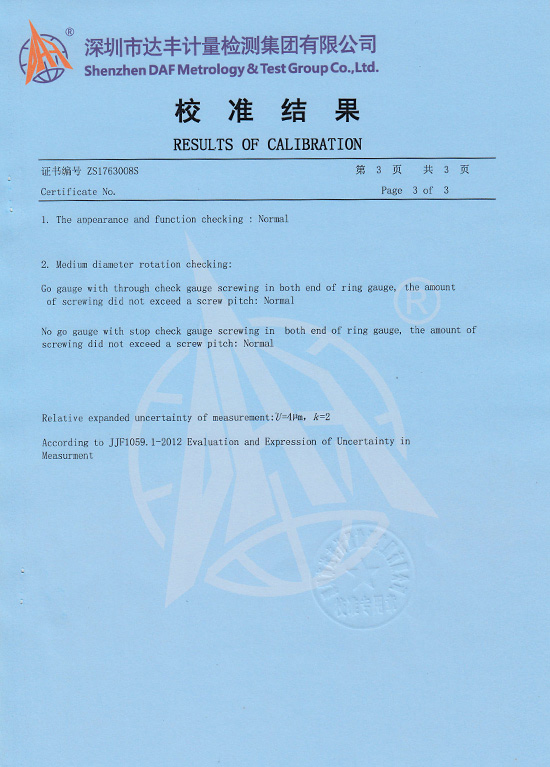 ®
深圳市达丰计量检测集团有限公司
Shenzhen DAF Metrology & Test Group Co.,Ltd.
校 准 结 果
RESULTS OF CALIBRATION
证书编号 ZS1763008S 第 3 页 共 3 页
Certificate No. Page 3 of 3
1. The appearance and function checking : Normal
2. Medium diameter rotation checking:
Go gauge with through check gauge screwing in both end of ring gauge, the amount
of screwing did not exceed a screw pitch: Normal
®
No go gauge with stop check gauge screwing in both end of ring gauge, the amount of
screwing did not exceed a screw pitch: Normal
Relative expanded uncertainty of measurement:U=4μm, k=2
According to JJF1059.1-2012 Evaluation and Expression of Uncertainty in
Measurment